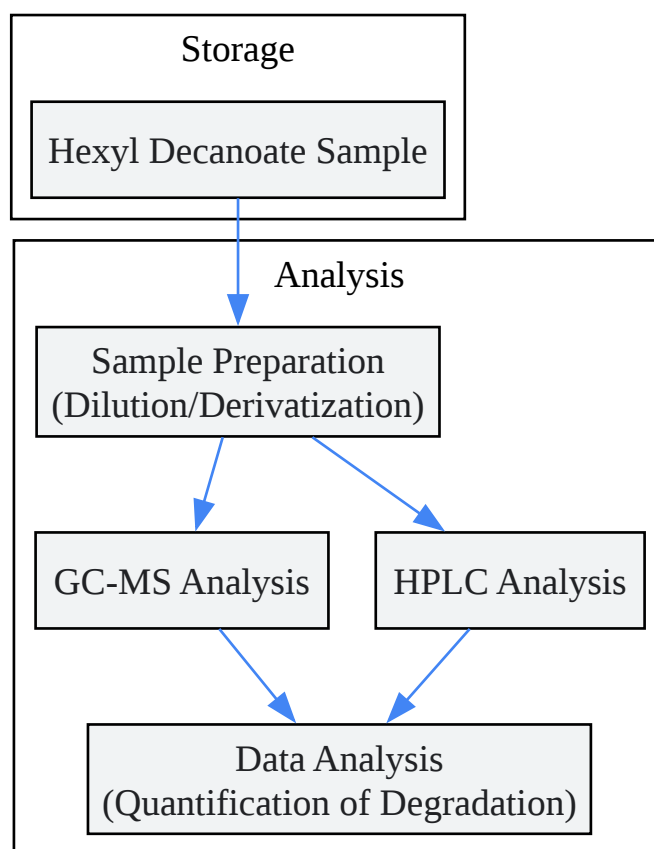 Storage
Hexyl Decanoate Sample
Analysis
Sample Preparation
(Dilution/Derivatization)
GC-MS Analysis
HPLC Analysis
Data Analysis
(Quantification of Degradation)